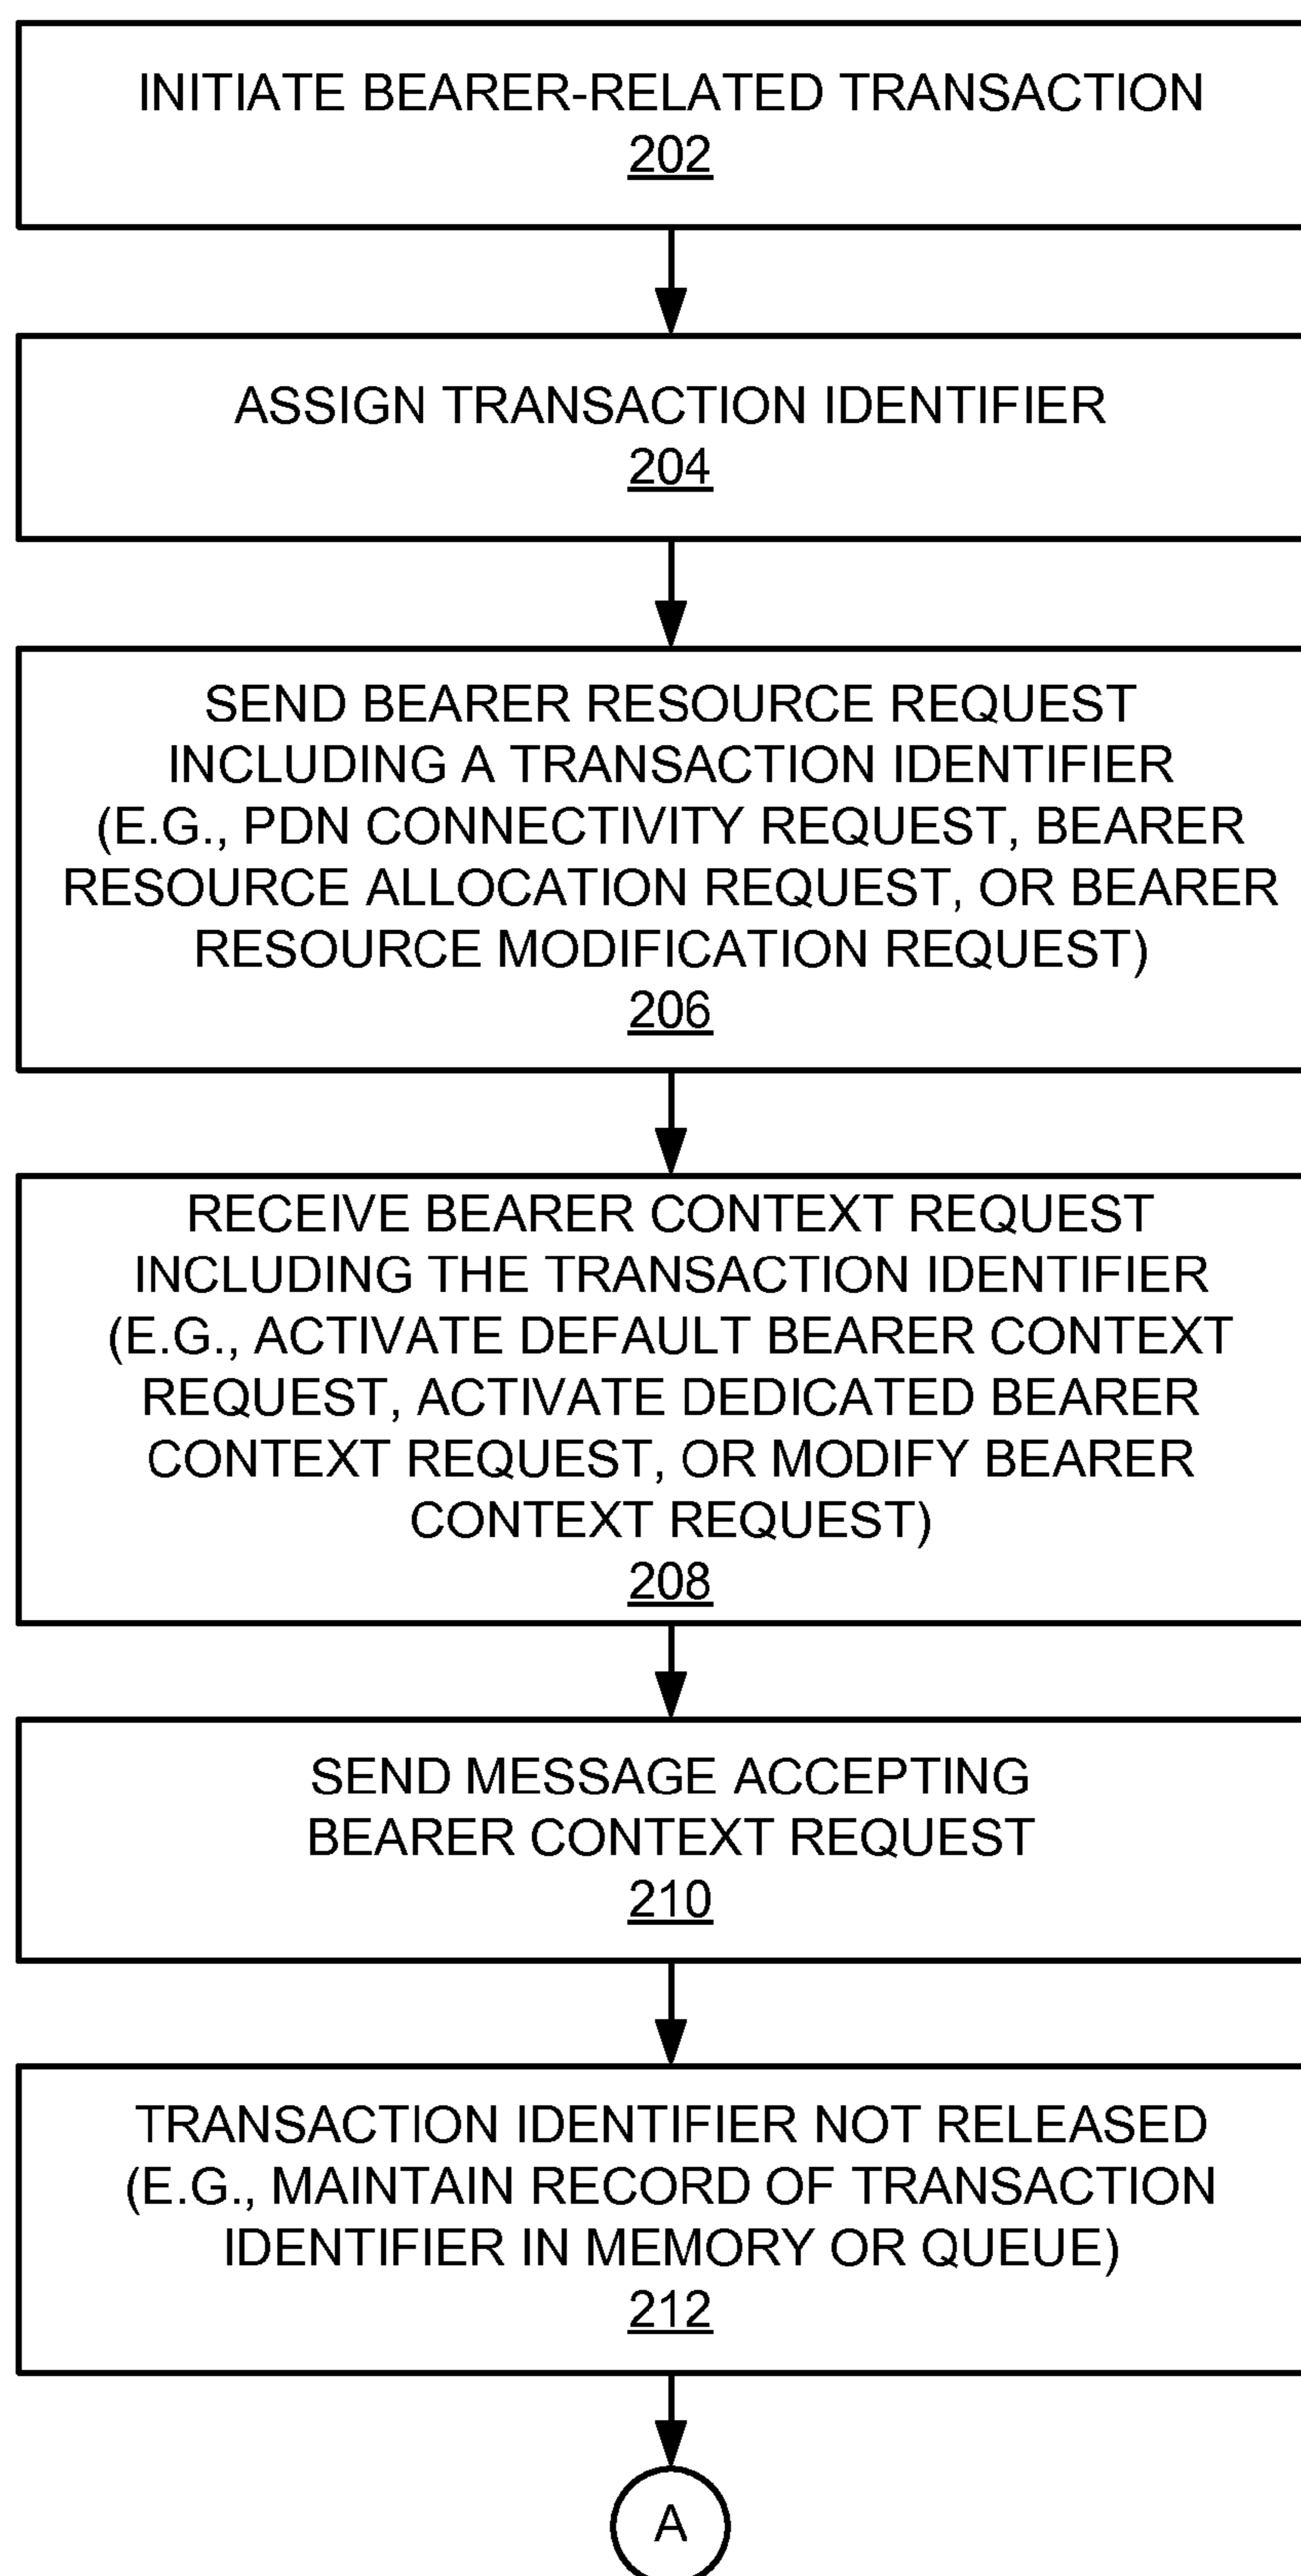 INITIATE BEARER-RELATED TRANSACTION
202
ASSIGN TRANSACTION IDENTIFIER
204
SEND BEARER RESOURCE REQUEST
INCLUDING A TRANSACTION IDENTIFIER
(E.G., PDN CONNECTIVITY REQUEST, BEARER
RESOURCE ALLOCATION REQUEST, OR BEARER
RESOURCE MODIFICATION REQUEST)
206
RECEIVE BEARER CONTEXT REQUEST
INCLUDING THE TRANSACTION IDENTIFIER
(E.G., ACTIVATE DEFAULT BEARER CONTEXT
REQUEST, ACTIVATE DEDICATED BEARER
CONTEXT REQUEST, OR MODIFY BEARER
CONTEXT REQUEST)
208
SEND MESSAGE ACCEPTING
BEARER CONTEXT REQUEST
210
TRANSACTION IDENTIFIER NOT RELEASED
(E.G., MAINTAIN RECORD OF TRANSACTION
IDENTIFIER IN MEMORY OR QUEUE)
212
A